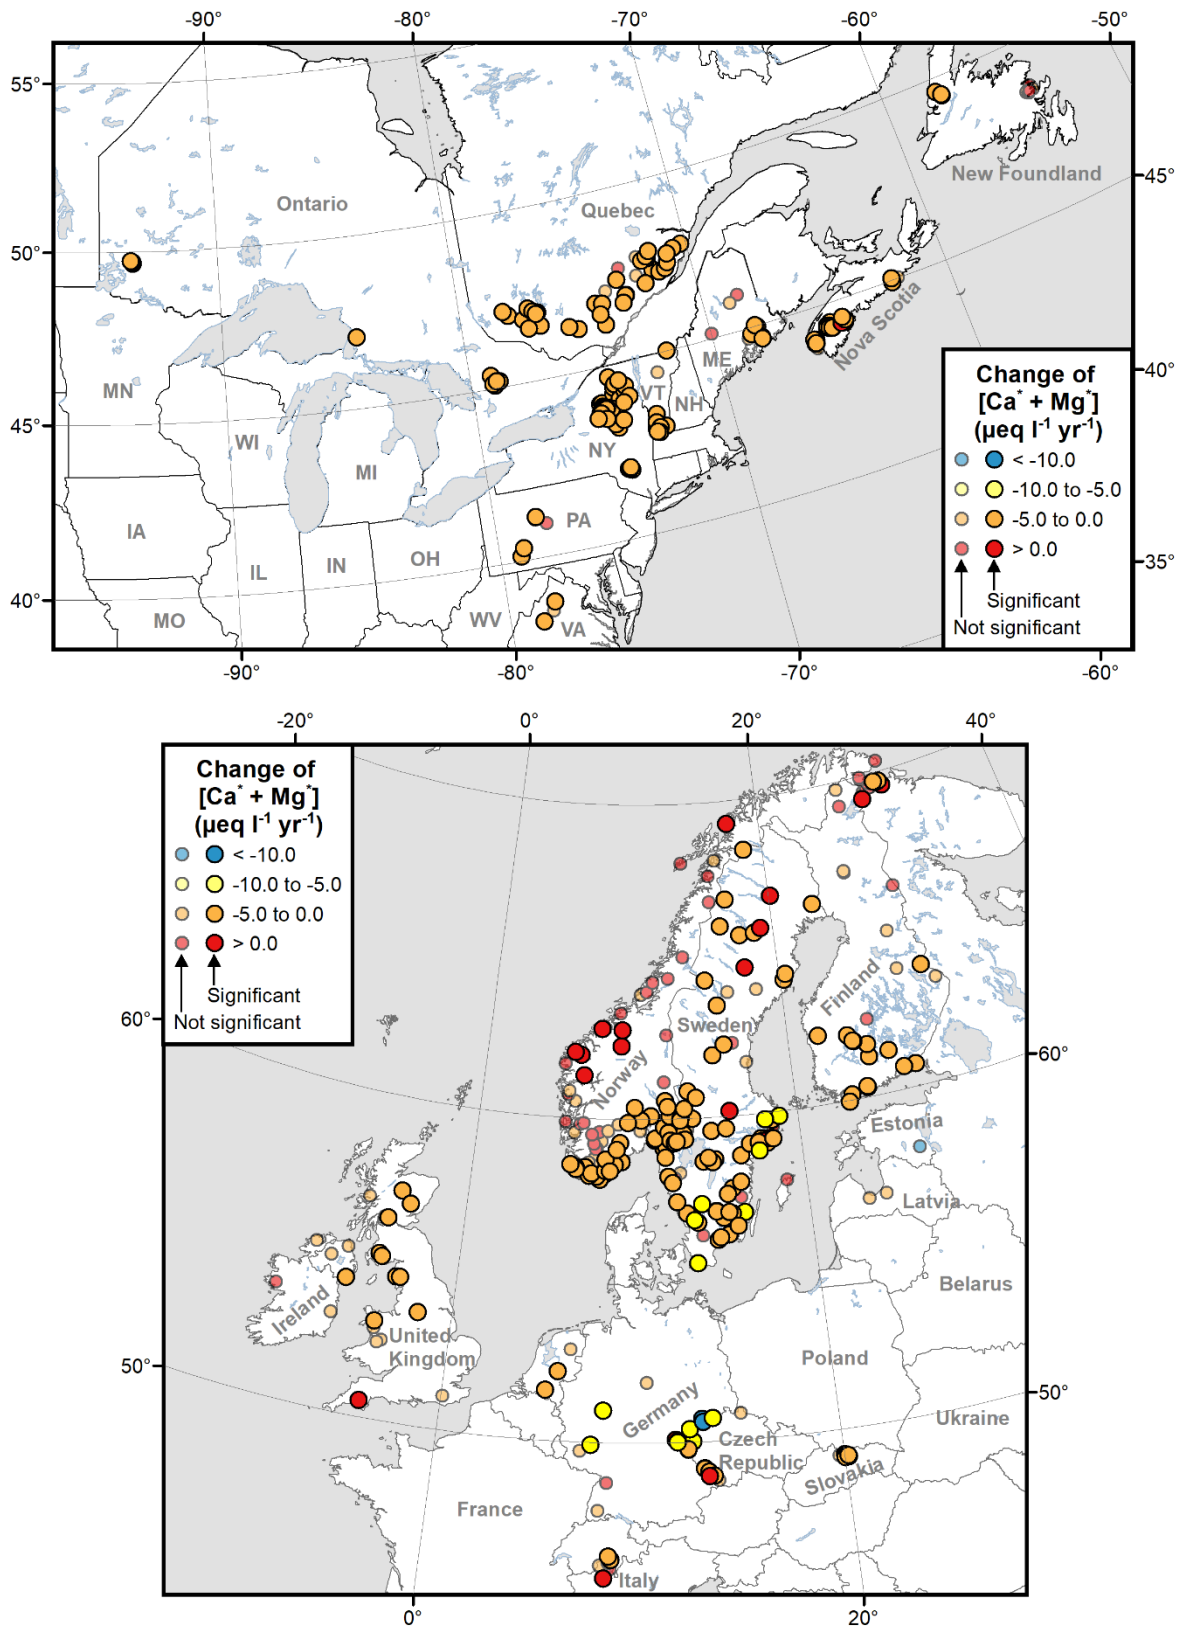 -90° -80° -70° -60° -50°
55°
45°
New Foundland
Ontario
Quebec
50°
Nova Scotia
ME
40°
MN
VT
NH
45°
WI
NY
MI
IA
PA
OH
IN
IL
35°
40°
MO
WV
VA
Change of
[Ca* + Mg*]
(µeq l-1 yr-1)
< -10.0
-10.0 to -5.0
-5.0 to 0.0
> 0.0
Significant
Not significant
-90° -80° -70° -60°
-20° 0° 20° 40°
Change of
[Ca* + Mg*]
(µeq l-1 yr-1)
< -10.0
-10.0 to -5.0
-5.0 to 0.0
> 0.0
Significant
Not significant
Finland
60°
Sweden
60°
Norway
Estonia
Latvia
Belarus
Ireland
United
Kingdom
50°
Poland
50°
Germany
Ukraine
Czech
Republic
Slovakia
France
Italy
0° 20°